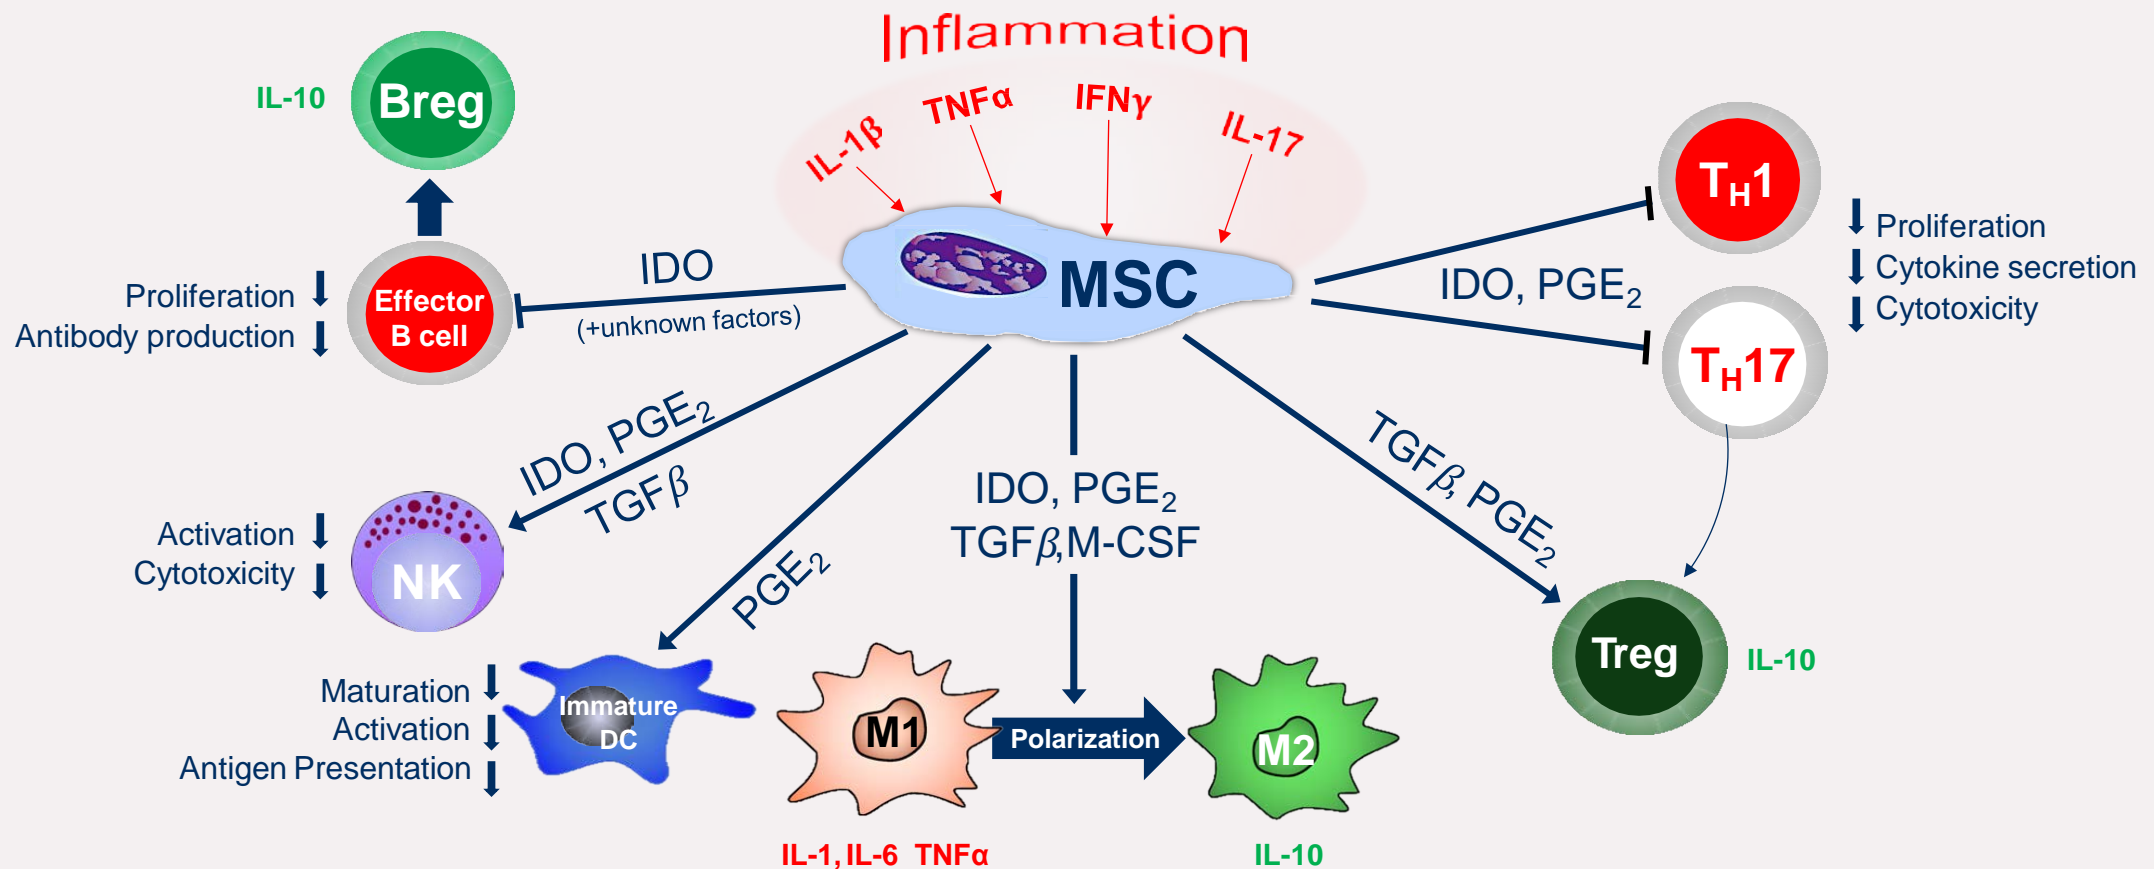 Inflammation
IL-1β
TNFα
IFNγ
IL-17
MSC
IL-10
Breg
Effector
B cell
Proliferation
Antibody production
IDO
(+unknown factors)
IDO, PGE₂
TGFβ
Activation
Cytotoxicity
NK
PGE₂
Maturation
Activation
Antigen Presentation
Immature
DC
IDO, PGE₂
TGFβ,M-CSF
M1
Polarization
M2
IL-1, IL-6 TNFα
IL-10
TGFβ, PGE₂
Treg
IL-10
IDO, PGE₂
T_H1
T_H17
Proliferation
Cytokine secretion
Cytotoxicity